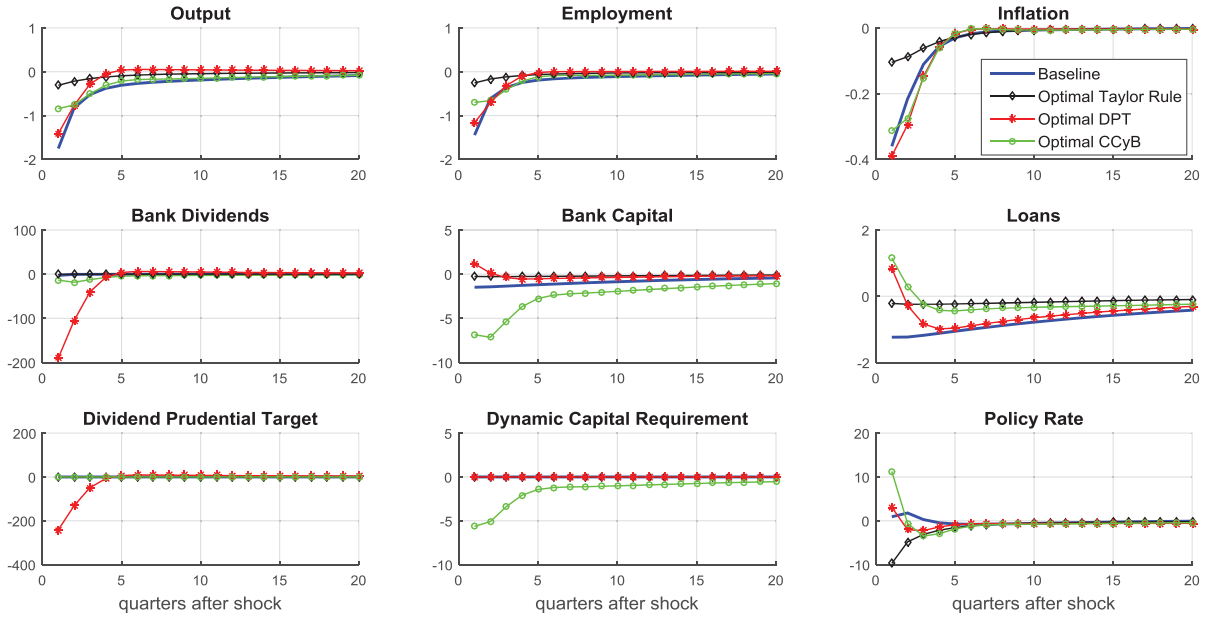 Output
1
0
-1
-2
0 5 10 15 20
Employment
1
0
-1
-2
0 5 10 15 20
Inflation
0
-0.2
-0.4
0 5 10 15 20
Baseline
Optimal Taylor Rule
Optimal DPT
Optimal CCyB
Bank Dividends
100
0
-100
-200
0 5 10 15 20
Bank Capital
5
0
-5
-10
0 5 10 15 20
Loans
2
0
-2
0 5 10 15 20
Dividend Prudential Target
200
0
-200
-400
0 5 10 15 20
quarters after shock
Dynamic Capital Requirement
5
0
-5
-10
0 5 10 15 20
quarters after shock
Policy Rate
20
10
0
-10
0 5 10 15 20
quarters after shock